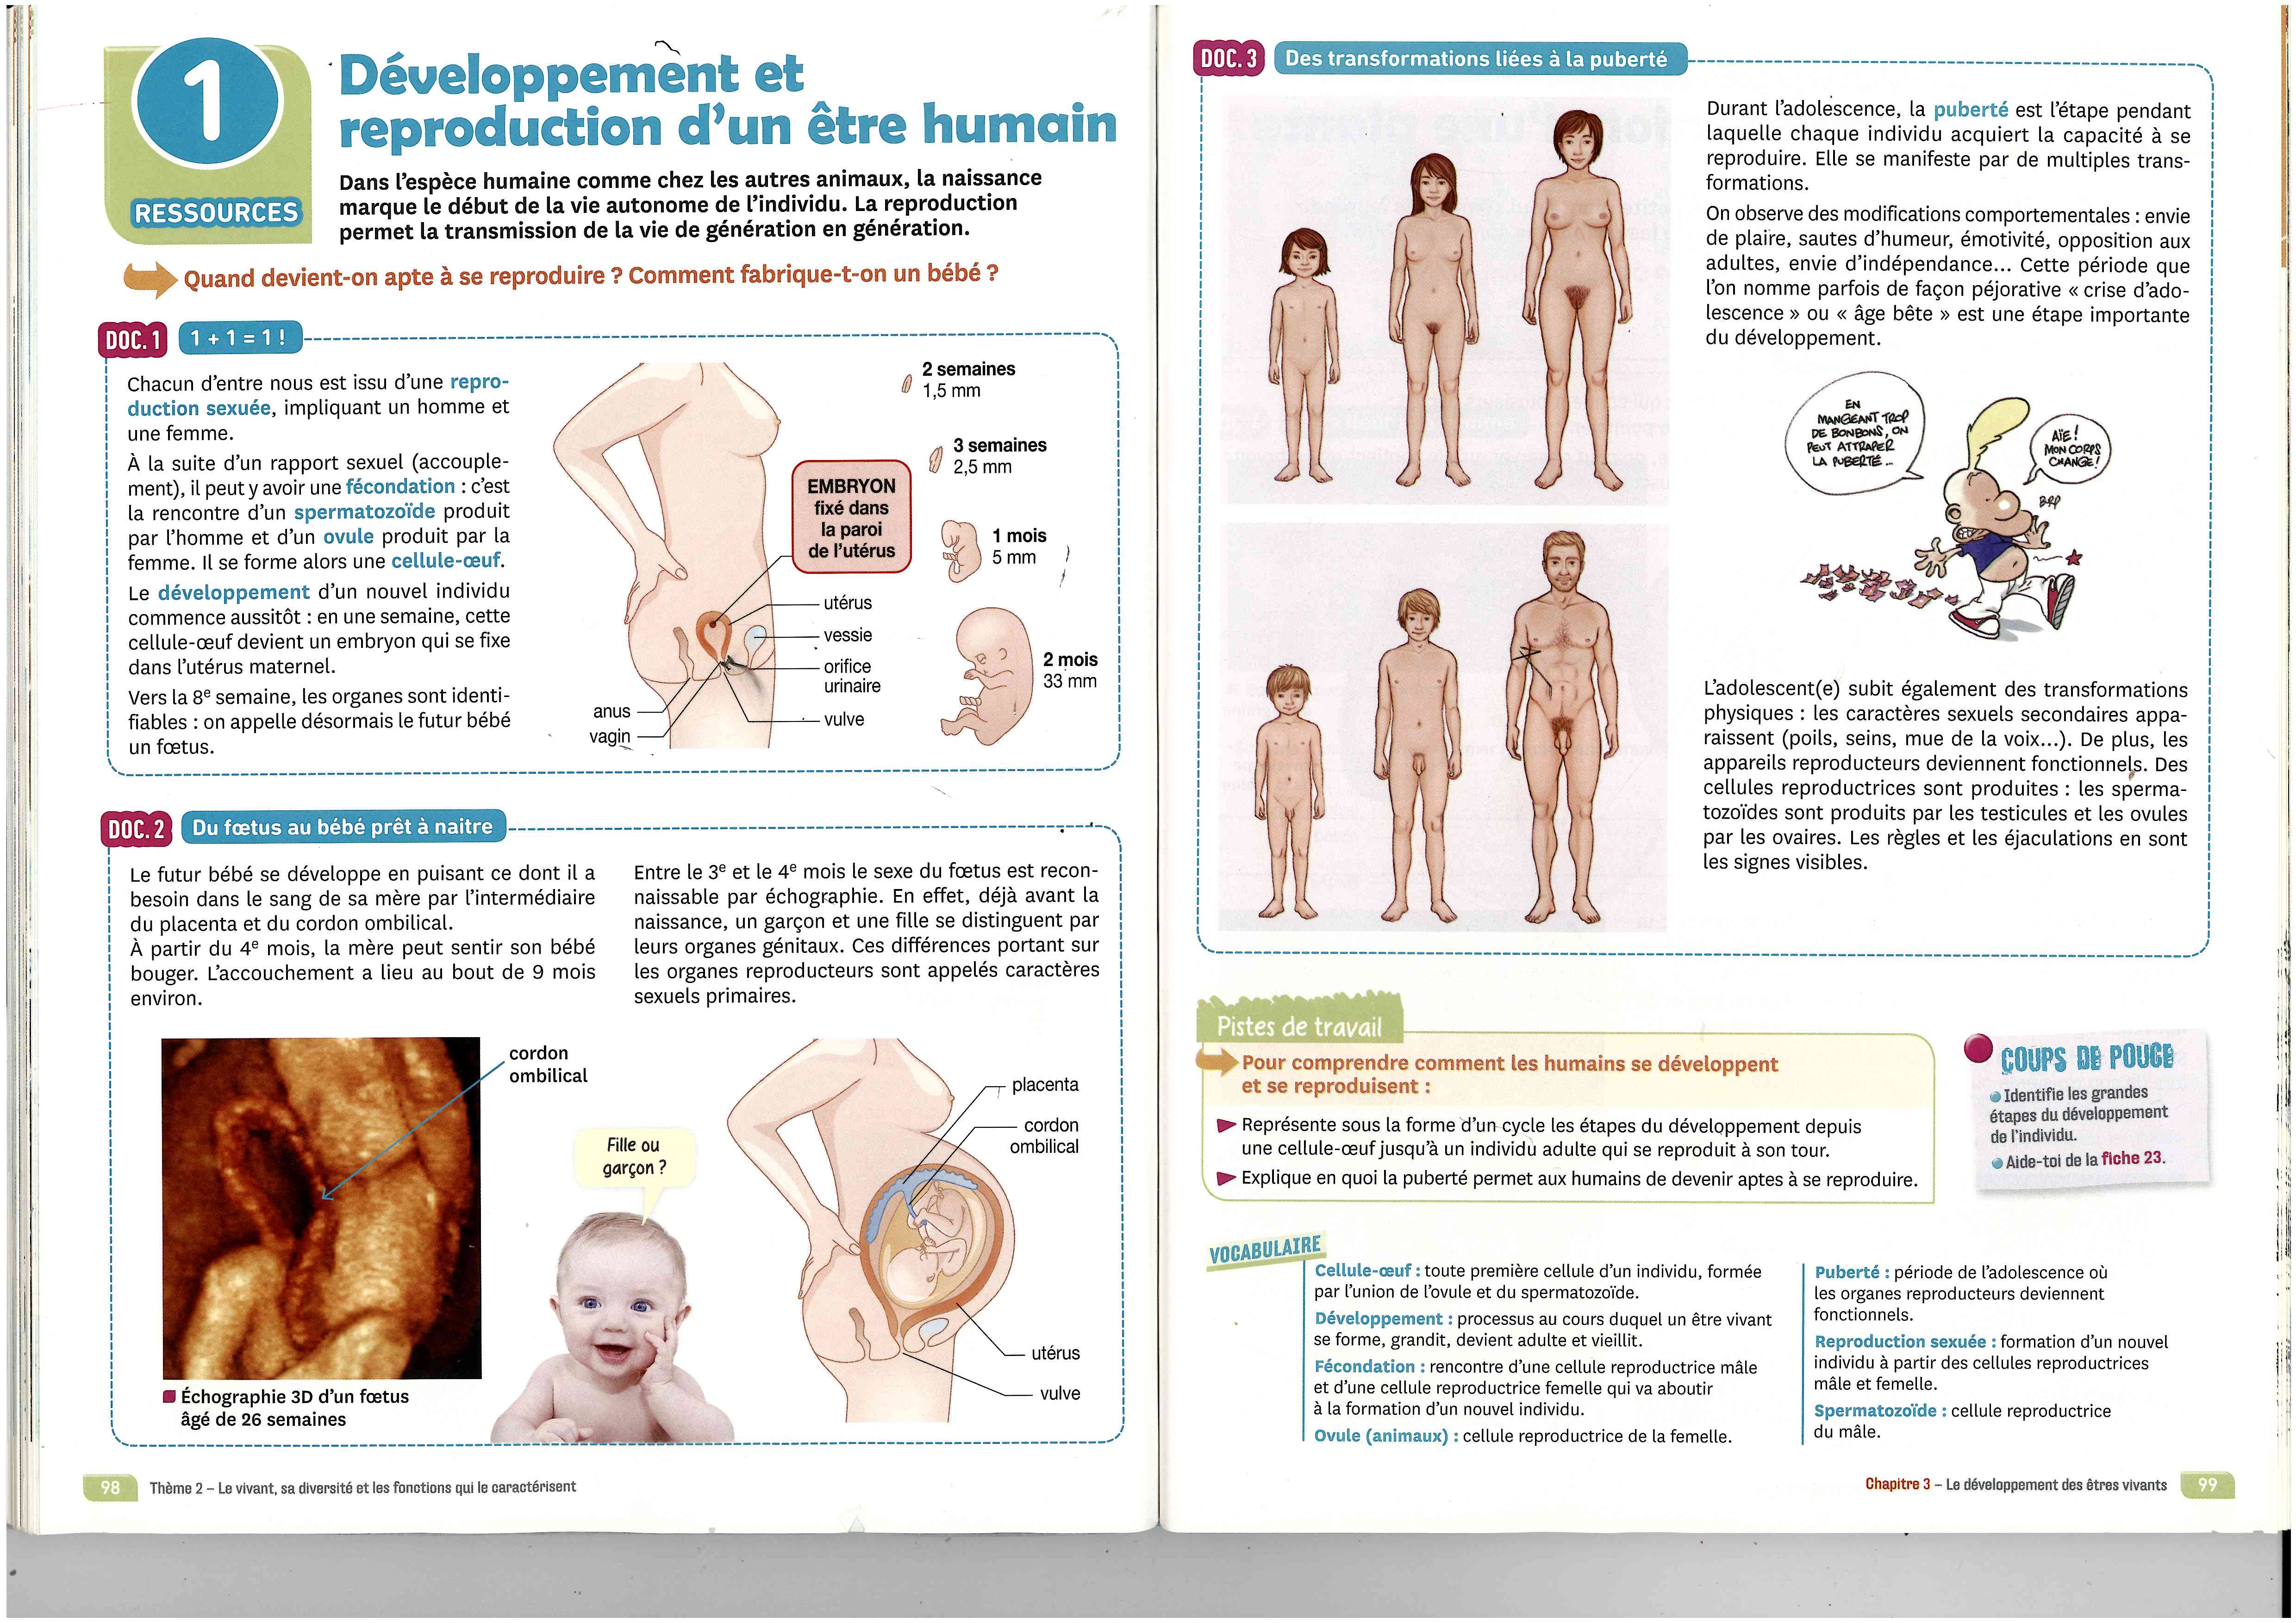 1
RESSOURCES
Développement et
reproduction d'un être humain
Dans l'espèce humaine comme chez les autres animaux, la naissance
marque le début de la vie autonome de l'individu. La reproduction
permet la transmission de la vie de génération en génération.
Quand devient-on apte à se reproduire ? Comment fabrique-t-on un bébé ?
DOC. 1 1 + 1 = 1 !
Chacun d'entre nous est issu d'une repro-
duction sexuée, impliquant un homme et
une femme.
À la suite d'un rapport sexuel (accouple-
ment), il peut y avoir une fécondation : c'est
la rencontre d'un spermatozoïde produit
par l'homme et d'un ovule produit par la
femme. Il se forme alors une cellule-œuf.
Le développement d'un nouvel individu
commence aussitôt : en une semaine, cette
cellule-œuf devient un embryon qui se fixe
dans l'utérus maternel.
Vers la 8e semaine, les organes sont identi-
fiables : on appelle désormais le futur bébé
un fœtus.
EMBRYON
fixé dans
la paroi
de l'utérus
utérus
vessie
orifice
urinaire
vulve
anus
vagin
2 semaines
1,5 mm
3 semaines
2,5 mm
1 mois
5 mm
2 mois
33 mm
DOC. 2 Du fœtus au bébé prêt à naitre
Le futur bébé se développe en puisant ce dont il a
besoin dans le sang de sa mère par l'intermédiaire
du placenta et du cordon ombilical.
À partir du 4e mois, la mère peut sentir son bébé
bouger. L'accouchement a lieu au bout de 9 mois
environ.
Entre le 3e et le 4e mois le sexe du fœtus est recon-
naissable par échographie. En effet, déjà avant la
naissance, un garçon et une fille se distinguent par
leurs organes génitaux. Ces différences portant sur
les organes reproducteurs sont appelés caractères
sexuels primaires.
cordon
ombilical
Échographie 3D d'un fœtus
âgé de 26 semaines
Fille ou
garçon ?
placenta
cordon
ombilical
utérus
vulve
98 Thème 2 – Le vivant, sa diversité et les fonctions qui le caractérisent
DOC. 3 Des transformations liées à la puberté
Durant l'adolescence, la puberté est l'étape pendant
laquelle chaque individu acquiert la capacité à se
reproduire. Elle se manifeste par de multiples trans-
formations.
On observe des modifications comportementales : envie
de plaire, sautes d'humeur, émotivité, opposition aux
adultes, envie d'indépendance... Cette période que
l'on nomme parfois de façon péjorative « crise d'ado-
lescence » ou « âge bête » est une étape importante
du développement.
EN
MANGEANT TROP
DE BONBONS, ON
PEUT ATTRAPER
LA PUBERTÉ...
AÏE !
MON CORPS
CHANGE !
L'adolescent(e) subit également des transformations
physiques : les caractères sexuels secondaires appa-
raissent (poils, seins, mue de la voix...). De plus, les
appareils reproducteurs deviennent fonctionnels. Des
cellules reproductrices sont produites : les sperma-
tozoïdes sont produits par les testicules et les ovules
par les ovaires. Les règles et les éjaculations en sont
les signes visibles.
Pistes de travail
Pour comprendre comment les humains se développent
et se reproduisent :
Représente sous la forme d'un cycle les étapes du développement depuis
une cellule-œuf jusqu'à un individu adulte qui se reproduit à son tour.
Explique en quoi la puberté permet aux humains de devenir aptes à se reproduire.
COUPS DE POUCE
Identifie les grandes
étapes du développement
de l'individu.
Aide-toi de la fiche 23.
VOCABULAIRE
Cellule-œuf : toute première cellule d'un individu, formée
par l'union de l'ovule et du spermatozoïde.
Développement : processus au cours duquel un être vivant
se forme, grandit, devient adulte et vieillit.
Fécondation : rencontre d'une cellule reproductrice mâle
et d'une cellule reproductrice femelle qui va aboutir
à la formation d'un nouvel individu.
Ovule (animaux) : cellule reproductrice de la femelle.
Puberté : période de l'adolescence où
les organes reproducteurs deviennent
fonctionnels.
Reproduction sexuée : formation d'un nouvel
individu à partir des cellules reproductrices
mâle et femelle.
Spermatozoïde : cellule reproductrice
du mâle.
Chapitre 3 – Le développement des êtres vivants 99